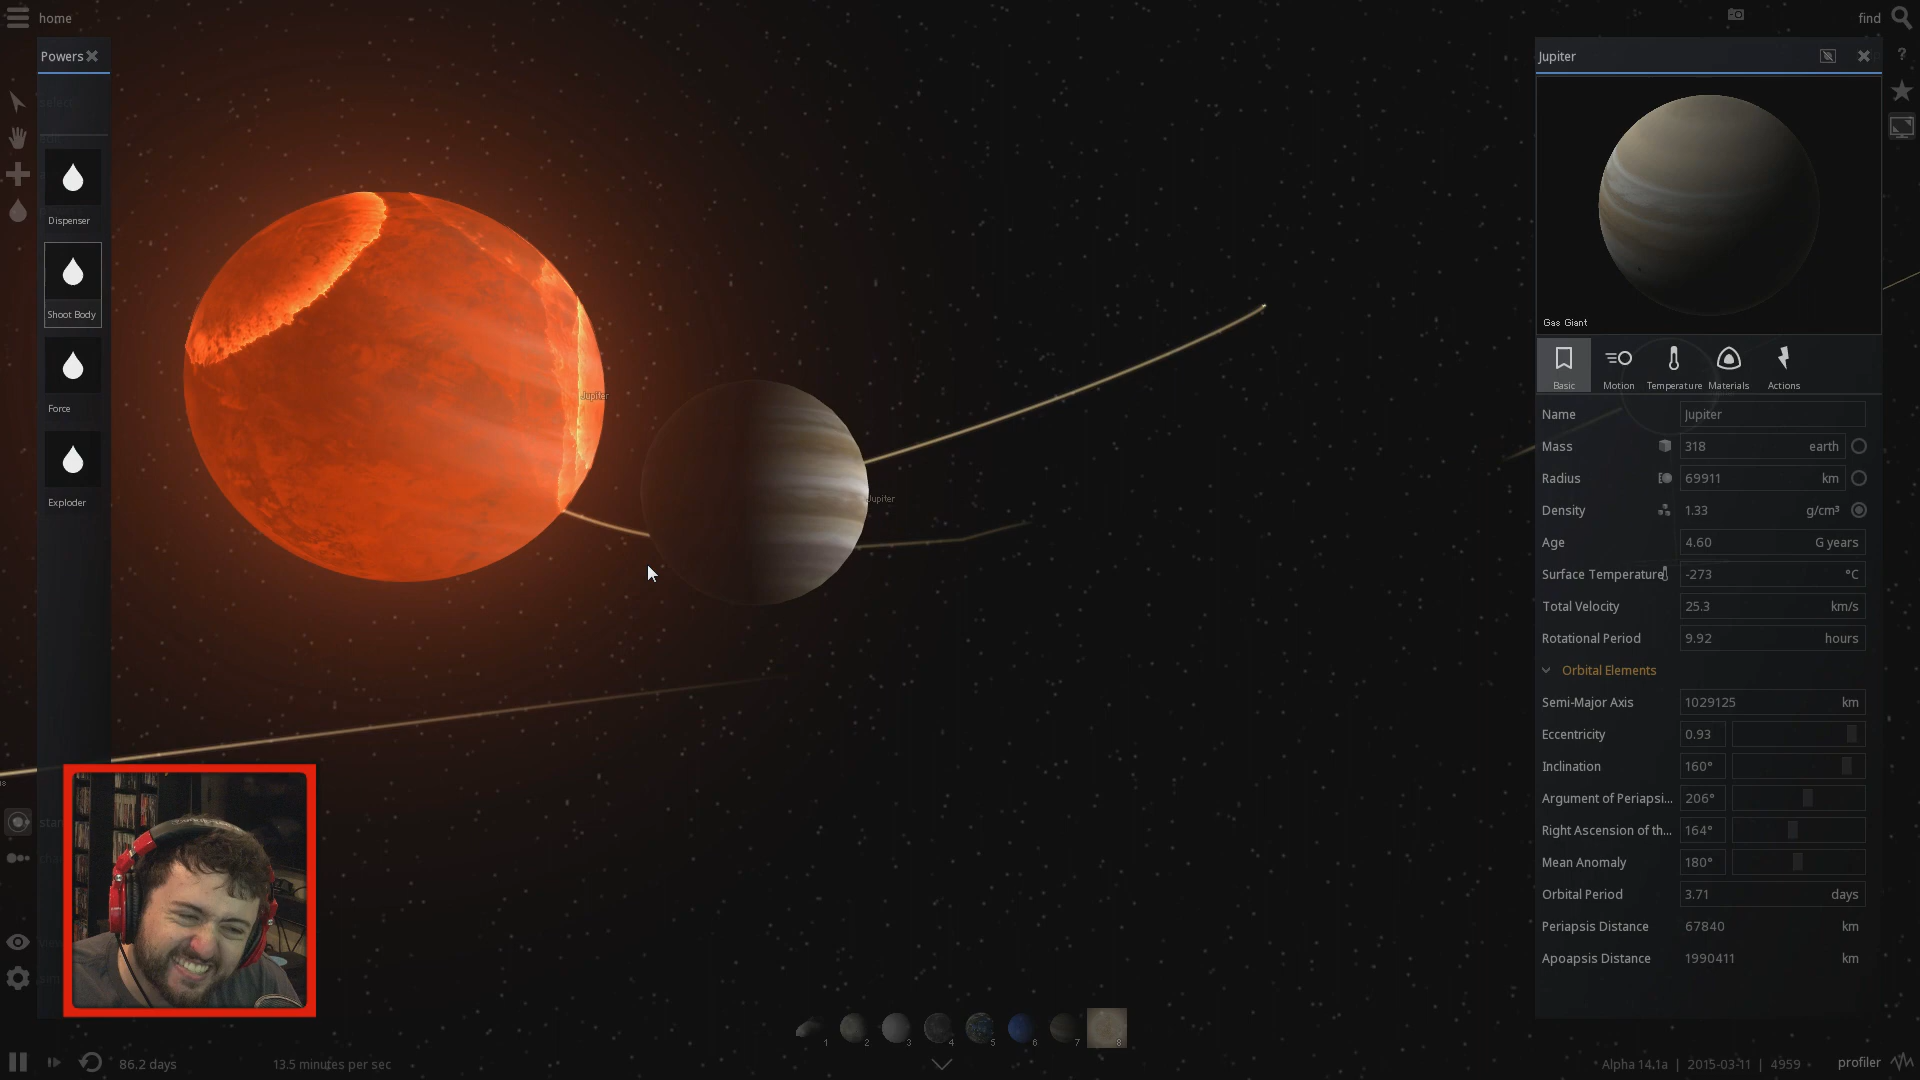 home
find
Powers
select
Dispenser
Shoot Body
Force
Exploder
Jupiter
Jupiter
Jupiter
Gas Giant
?
Basic
Motion
Temperature
Materials
Actions
Name Jupiter
Mass 318 earth
Radius 69911 km
Density 1.33 g/cm³
Age 4.60 G years
Surface Temperature -273 °C
Total Velocity 25.3 km/s
Rotational Period 9.92 hours
Orbital Elements
Semi-Major Axis 1029125 km
Eccentricity 0.93
Inclination 160°
Argument of Periapsi... 206°
Right Ascension of th... 164°
Mean Anomaly 180°
Orbital Period 3.71 days
Periapsis Distance 67840 km
Apoapsis Distance 1990411 km
1 2 3 4 5 6 7 8
86.2 days
13.5 minutes per sec
Alpha 14.1a | 2015-03-11 | 4959
profiler